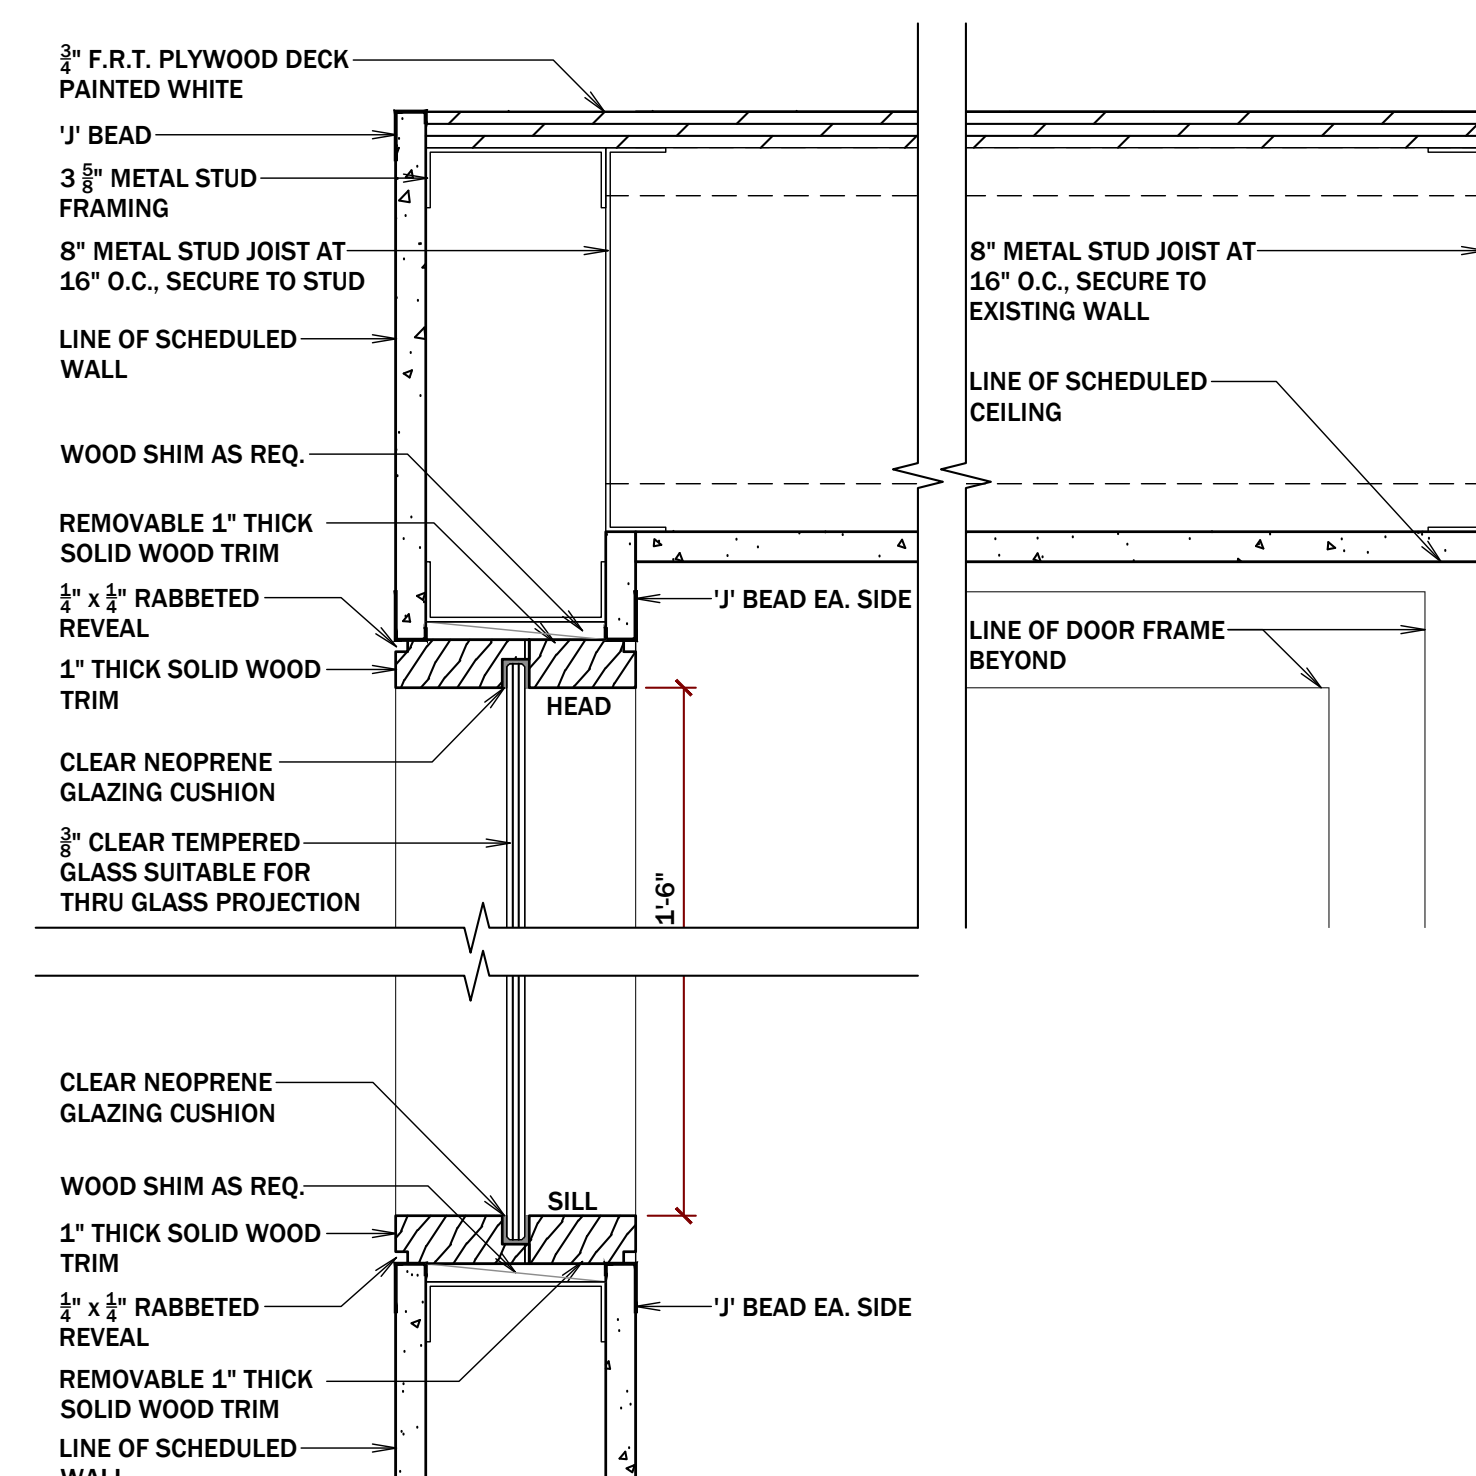 3/4" F.R.T. PLYWOOD DECK
PAINTED WHITE
'J' BEAD
3 5/8" METAL STUD
FRAMING
8" METAL STUD JOIST AT
16" O.C., SECURE TO STUD
LINE OF SCHEDULED
WALL
WOOD SHIM AS REQ.
REMOVABLE 1" THICK
SOLID WOOD TRIM
1/4" x 1/4" RABBETED
REVEAL
1" THICK SOLID WOOD
TRIM
CLEAR NEOPRENE
GLAZING CUSHION
3/8" CLEAR TEMPERED
GLASS SUITABLE FOR
THRU GLASS PROJECTION
8" METAL STUD JOIST AT
16" O.C., SECURE TO
EXISTING WALL
LINE OF SCHEDULED
CEILING
'J' BEAD EA. SIDE
LINE OF DOOR FRAME
BEYOND
HEAD
1'-6"
CLEAR NEOPRENE
GLAZING CUSHION
WOOD SHIM AS REQ.
SILL
1" THICK SOLID WOOD
TRIM
1/4" x 1/4" RABBETED
REVEAL
'J' BEAD EA. SIDE
REMOVABLE 1" THICK
SOLID WOOD TRIM
LINE OF SCHEDULED
WALL